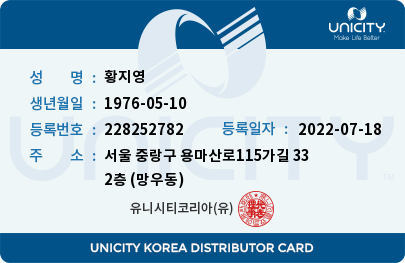 UNICITY
Make Life Better
성 명 : 황지영
생년월일 : 1976-05-10
등록번호 : 228252782 등록일자 : 2022-07-18
주 소 : 서울 중랑구 용마산로115가길 33
2층 (망우동)
UNICITY
TM
유니시티코리아(유)
UNICITY KOREA DISTRIBUTOR CARD